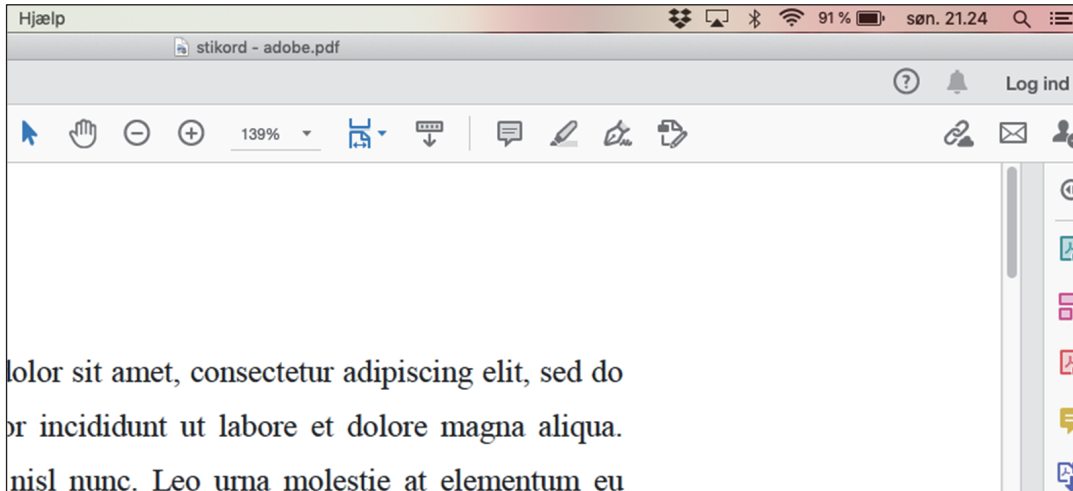 Hjælp 91 % søn. 21.24
stikord - adobe.pdf
Log ind
139%
dolor sit amet, consectetur adipiscing elit, sed do
or incididunt ut labore et dolore magna aliqua.
nisl nunc. Leo urna molestie at elementum eu